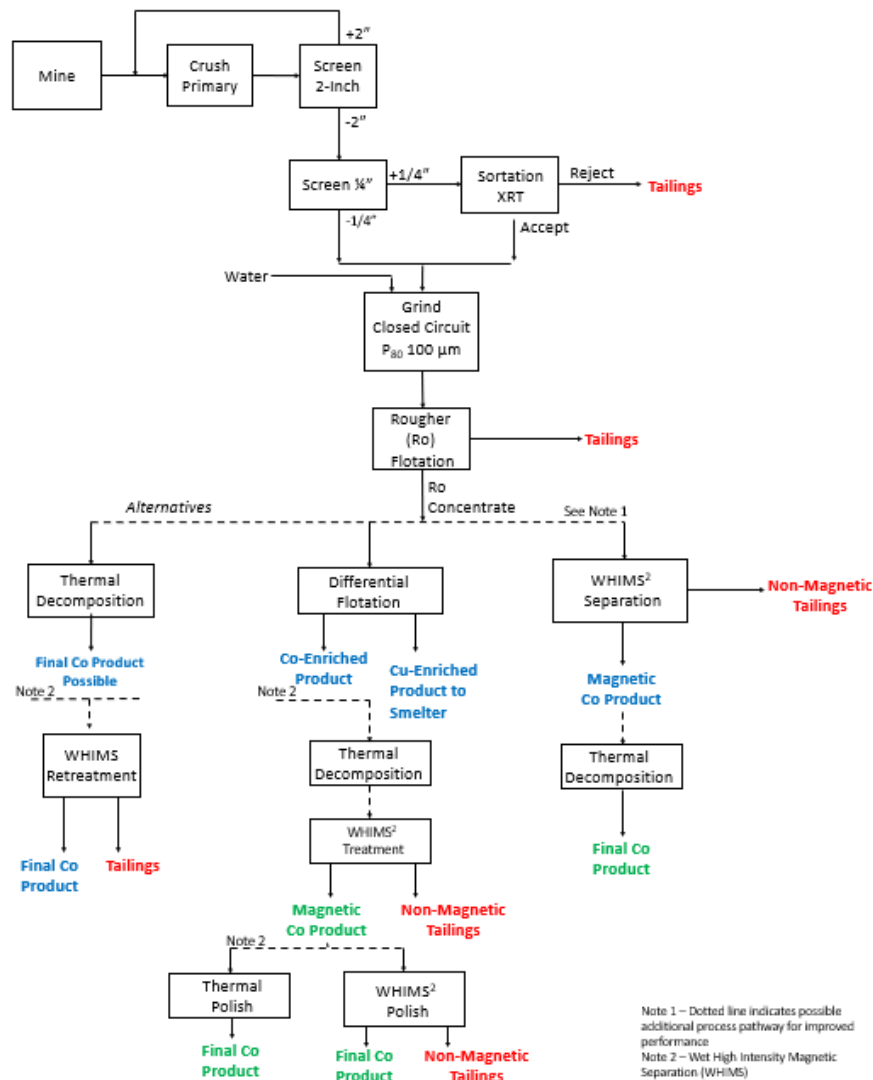 +2"
Mine
Crush
Primary
Screen
2-Inch
-2"
Screen ¼"
+1/4"
Sortation
XRT
Reject
Tailings
-1/4"
Accept
Water
Grind
Closed Circuit
P80 100 µm
Rougher
(Ro)
Flotation
Tailings
Ro
Concentrate
Alternatives
See Note 1
Thermal
Decomposition
Differential
Flotation
WHIMS²
Separation
Non-Magnetic
Tailings
Final Co Product
Possible
Co-Enriched
Product
Cu-Enriched
Product to
Smelter
Magnetic
Co Product
Note 2
Note 2
WHIMS
Retreatment
Thermal
Decomposition
Thermal
Decomposition
WHIMS²
Treatment
Final Co
Product
Final Co
Product
Tailings
Magnetic
Co Product
Non-Magnetic
Tailings
Note 2
Thermal
Polish
WHIMS²
Polish
Final Co
Product
Final Co
Product
Non-Magnetic
Tailings
Note 1 – Dotted line indicates possible
additional process pathway for improved
performance
Note 2 – Wet High Intensity Magnetic
Separation (WHIMS)